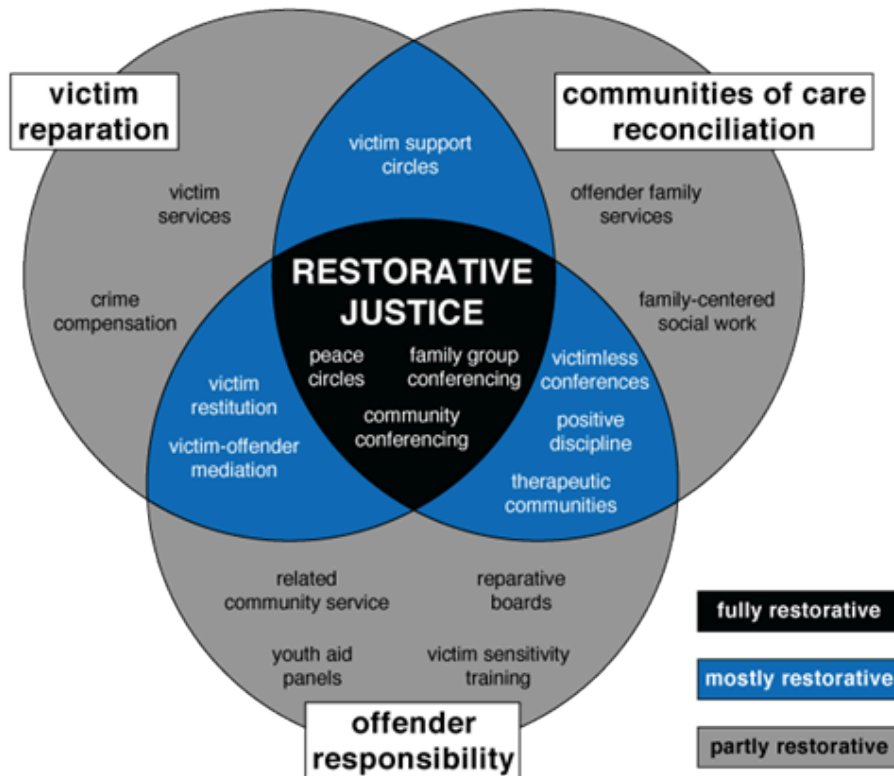 victim
reparation
communities of care
reconciliation
victim support
circles
victim
services
offender family
services
crime
compensation
family-centered
social work
RESTORATIVE
JUSTICE
peace
circles
family group
conferencing
community
conferencing
victim
restitution
victim-offender
mediation
victimless
conferences
positive
discipline
therapeutic
communities
related
community service
reparative
boards
youth aid
panels
victim sensitivity
training
offender
responsibility
fully restorative
mostly restorative
partly restorative